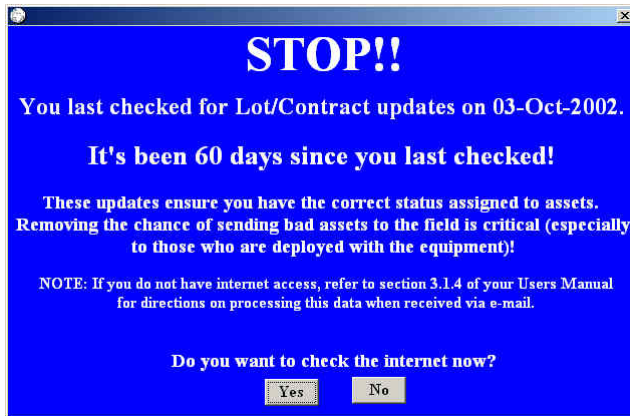 STOP!!
You last checked for Lot/Contract updates on 03-Oct-2002.
It's been 60 days since you last checked!
These updates ensure you have the correct status assigned to assets.
Removing the chance of sending bad assets to the field is critical (especially
to those who are deployed with the equipment)!
NOTE: If you do not have internet access, refer to section 3.1.4 of your Users Manual
for directions on processing this data when received via e-mail.
Do you want to check the internet now?
Yes No